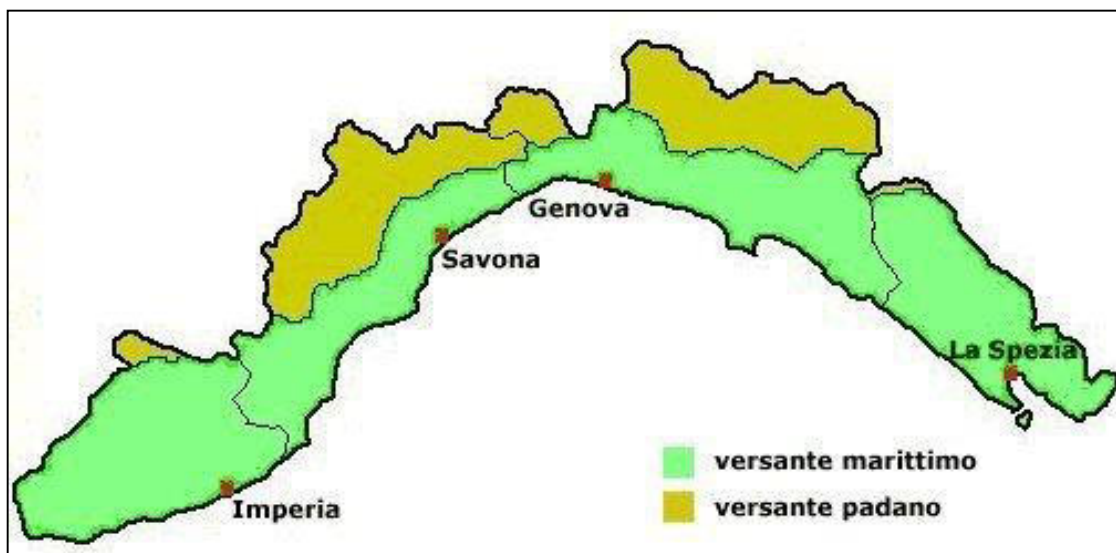 Genova
Savona
La Spezia
versante marittimo
versante padano
Imperia